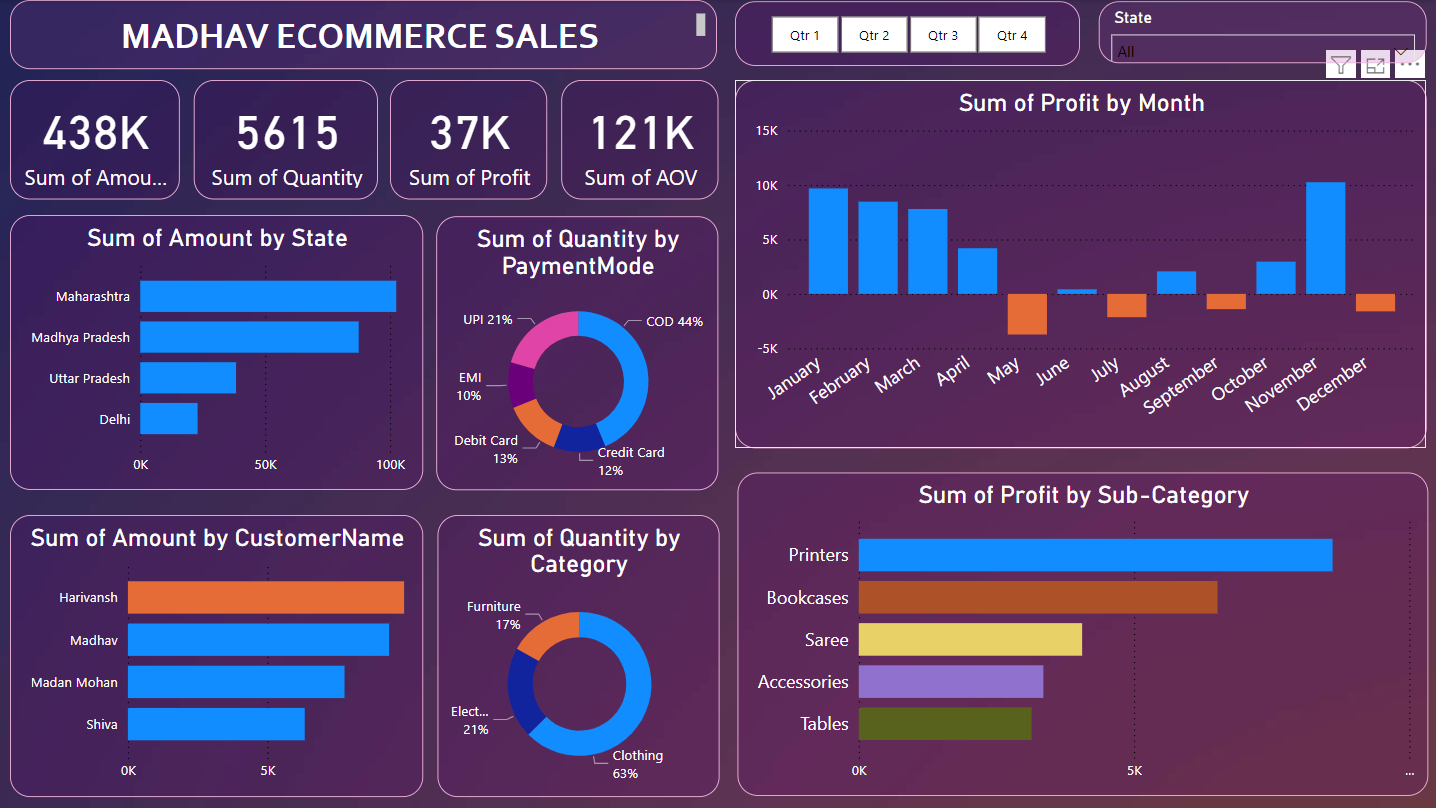 MADHAV ECOMMERCE SALES
Qtr 1
Qtr 2
Qtr 3
Qtr 4
State
All
438K
Sum of Amou...
5615
Sum of Quantity
37K
Sum of Profit
121K
Sum of AOV
Sum of Profit by Month
15K
10K
5K
0K
-5K
January
February
March
April
May
June
July
August
September
October
November
December
Sum of Amount by State
Maharashtra
Madhya Pradesh
Uttar Pradesh
Delhi
0K
50K
100K
Sum of Quantity by
PaymentMode
UPI 21%
COD 44%
EMI
10%
Debit Card
13%
Credit Card
12%
Sum of Amount by CustomerName
Harivansh
Madhav
Madan Mohan
Shiva
0K
5K
Sum of Quantity by
Category
Furniture
17%
Elect...
21%
Clothing
63%
Sum of Profit by Sub-Category
Printers
Bookcases
Saree
Accessories
Tables
0K
5K
...